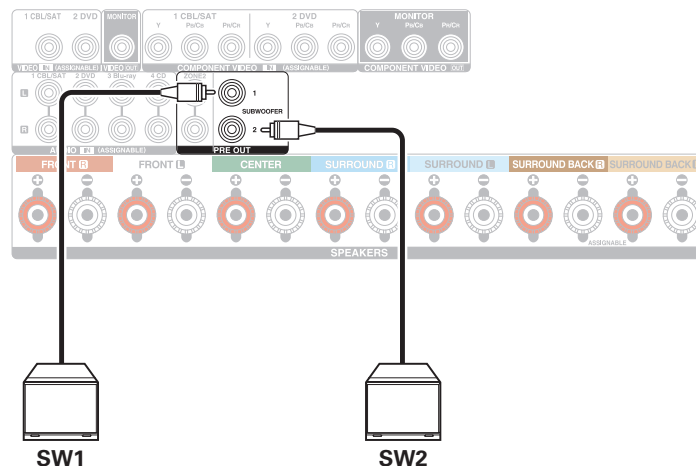 1 CBL/SAT 2 DVD MONITOR
1 CBL/SAT 2 DVD MONITOR
Y PB/CB PR/CR Y PB/CB PR/CR Y PB/CB PR/CR
VIDEO IN (ASSIGNABLE) VIDEO OUT COMPONENT VIDEO IN (ASSIGNABLE) COMPONENT VIDEO OUT
1 CBL/SAT 2 DVD 3 Blu-ray 4 CD ZONE2
L 1
SUBWOOFER
R 2
AUDIO IN (ASSIGNABLE) PRE OUT
FRONT R FRONT L CENTER SURROUND R SURROUND L SURROUND BACK R SURROUND BACK L
+ − + − + − + − + − + − + −
ASSIGNABLE
SPEAKERS
SW1 SW2